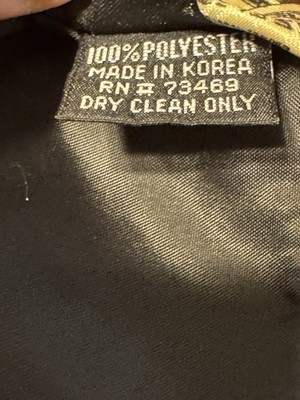 100% POLYESTER
MADE IN KOREA
RN # 73469
DRY CLEAN ONLY